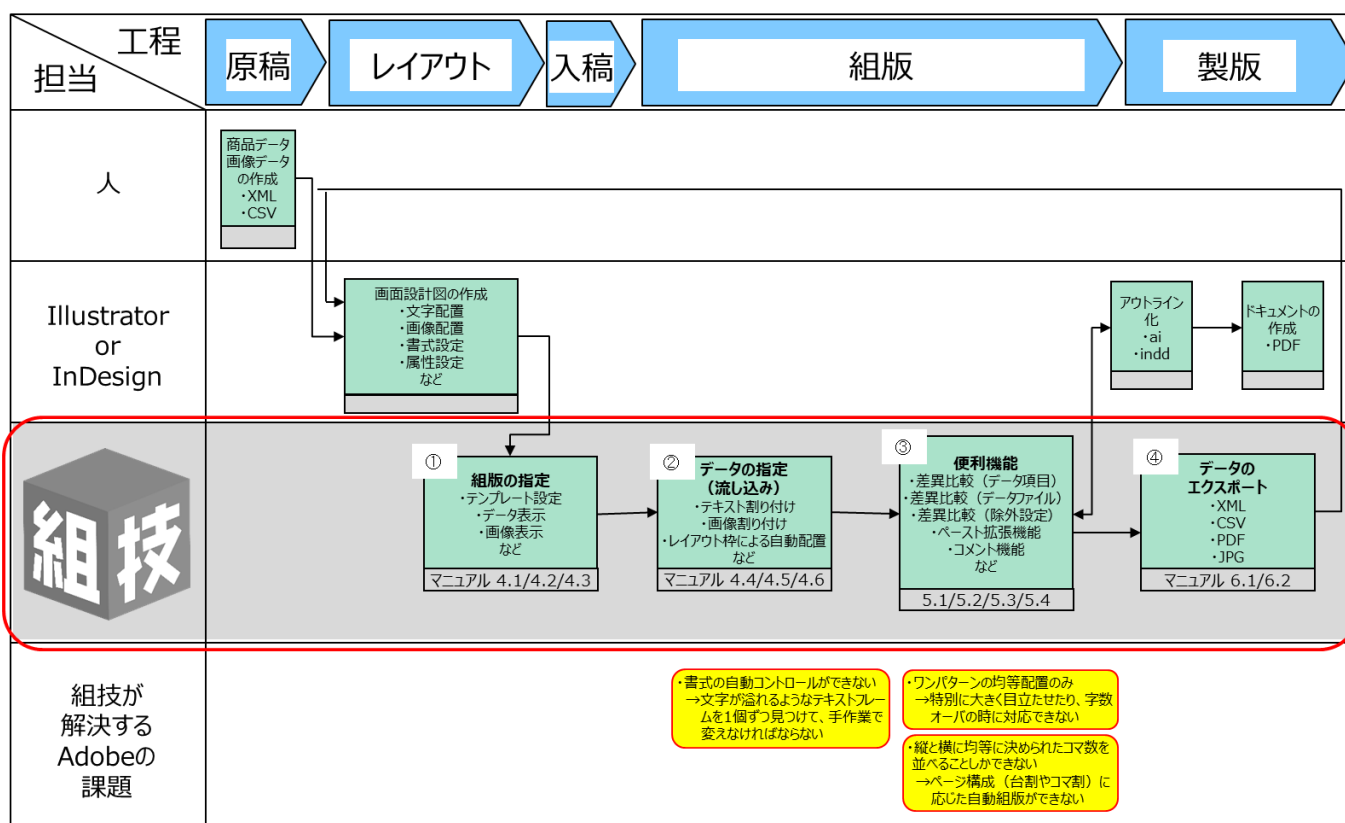 工程
担当
原稿
レイアウト
入稿
組版
製版
人
商品データ
画像データ
の作成
・XML
・CSV
Illustrator
or
InDesign
画面設計図の作成
・文字配置
・画像配置
・書式設定
・属性設定
など
アウトライン
化
・ai
・indd
ドキュメントの
作成
・PDF
組技
①
組版の指定
・テンプレート設定
・データ表示
・画像表示
など
マニュアル 4.1/4.2/4.3
②
データの指定
(流し込み)
・テキスト割り付け
・画像割り付け
・レイアウト枠による自動配置
など
マニュアル 4.4/4.5/4.6
③
便利機能
・差異比較（データ項目）
・差異比較（データファイル）
・差異比較（除外設定）
・ペースト拡張機能
・コメント機能
など
5.1/5.2/5.3/5.4
④
データの
エクスポート
・XML
・CSV
・PDF
・JPG
マニュアル 6.1/6.2
組技が
解決する
Adobeの
課題
・書式の自動コントロールができない
→文字が溢れるようなテキストフレー
ムを1個ずつ見つけて、手作業で
変えなければならない
・ワンパターンの均等配置のみ
→特別に大きく目立たせたり、字数
オーバの時に対応できない
・縦と横に均等に決められたコマ数を
並べることしかできない
→ページ構成（台割やコマ割）に
応じた自動組版ができない